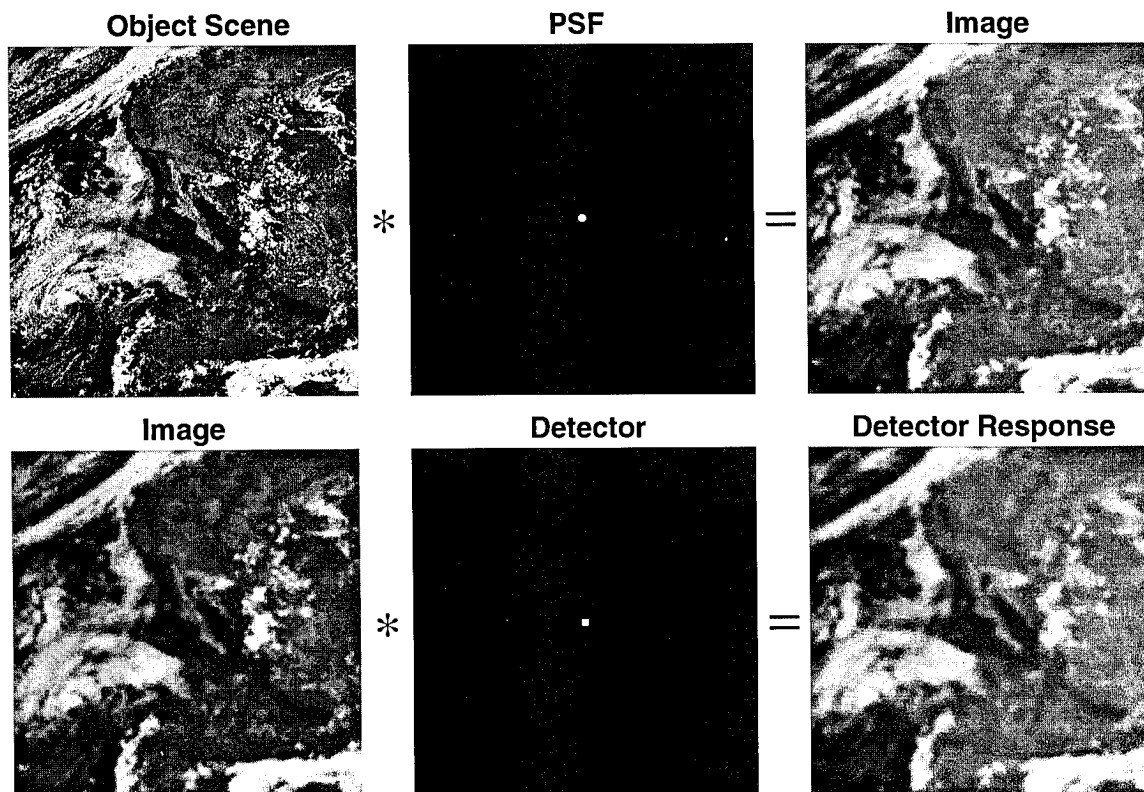 Object Scene
PSF
Image
*
=
Image
Detector
Detector Response
*
=